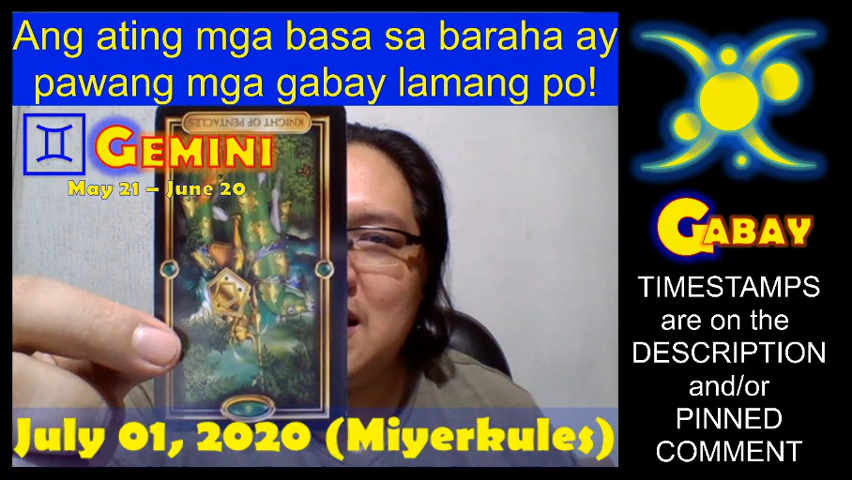 Ang ating mga basa sa baraha ay
pawang mga gabay lamang po!
KNIGHT OF PENTACLES
GEMINI
May 21 – June 20
July 01, 2020 (Miyerkules)
GABAY
TIMESTAMPS
are on the
DESCRIPTION
and/or
PINNED
COMMENT